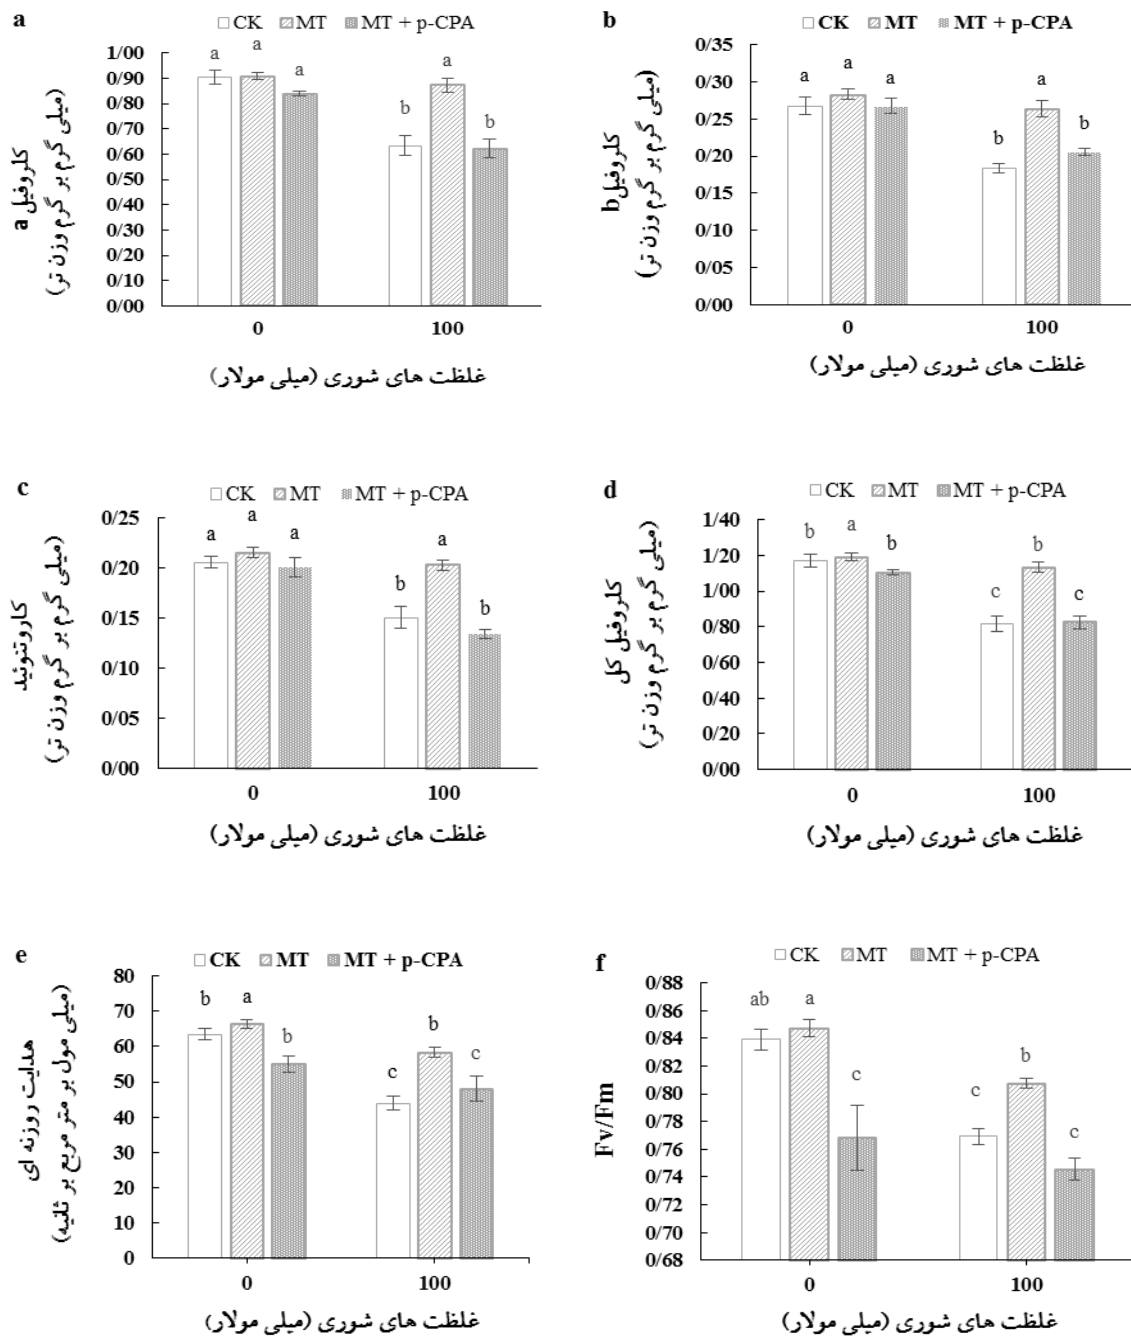 a
CK MT MT + p-CPA
a a a a b b
1/00
0/90
0/80
0/70
0/60
0/50
0/40
0/30
0/20
0/10
0/00
کلروفیل a
(میلی گرم بر گرم وزن تر)
0 100
غلظت های شوری (میلی مولار)
b
CK MT MT + p-CPA
a a a a b b
0/35
0/30
0/25
0/20
0/15
0/10
0/05
0/00
کلروفیل b
(میلی گرم بر گرم وزن تر)
0 100
غلظت های شوری (میلی مولار)
c
CK MT MT + p-CPA
a a a a b b
0/25
0/20
0/15
0/10
0/05
0/00
کاروتنوئید
(میلی گرم بر گرم وزن تر)
0 100
غلظت های شوری (میلی مولار)
d
CK MT MT + p-CPA
b a b c b c
1/40
1/20
1/00
0/80
0/60
0/40
0/20
0/00
کلروفیل کل
(میلی گرم بر گرم وزن تر)
0 100
غلظت های شوری (میلی مولار)
e
CK MT MT + p-CPA
b a b c b c
80
70
60
50
40
30
20
10
0
هدایت روزنه ای
(میلی مول بر متر مربع بر ثانیه)
0 100
غلظت های شوری (میلی مولار)
f
CK MT MT + p-CPA
ab a c c b c
0/88
0/86
0/84
0/82
0/80
0/78
0/76
0/74
0/72
0/70
0/68
Fv/Fm
0 100
غلظت های شوری (میلی مولار)